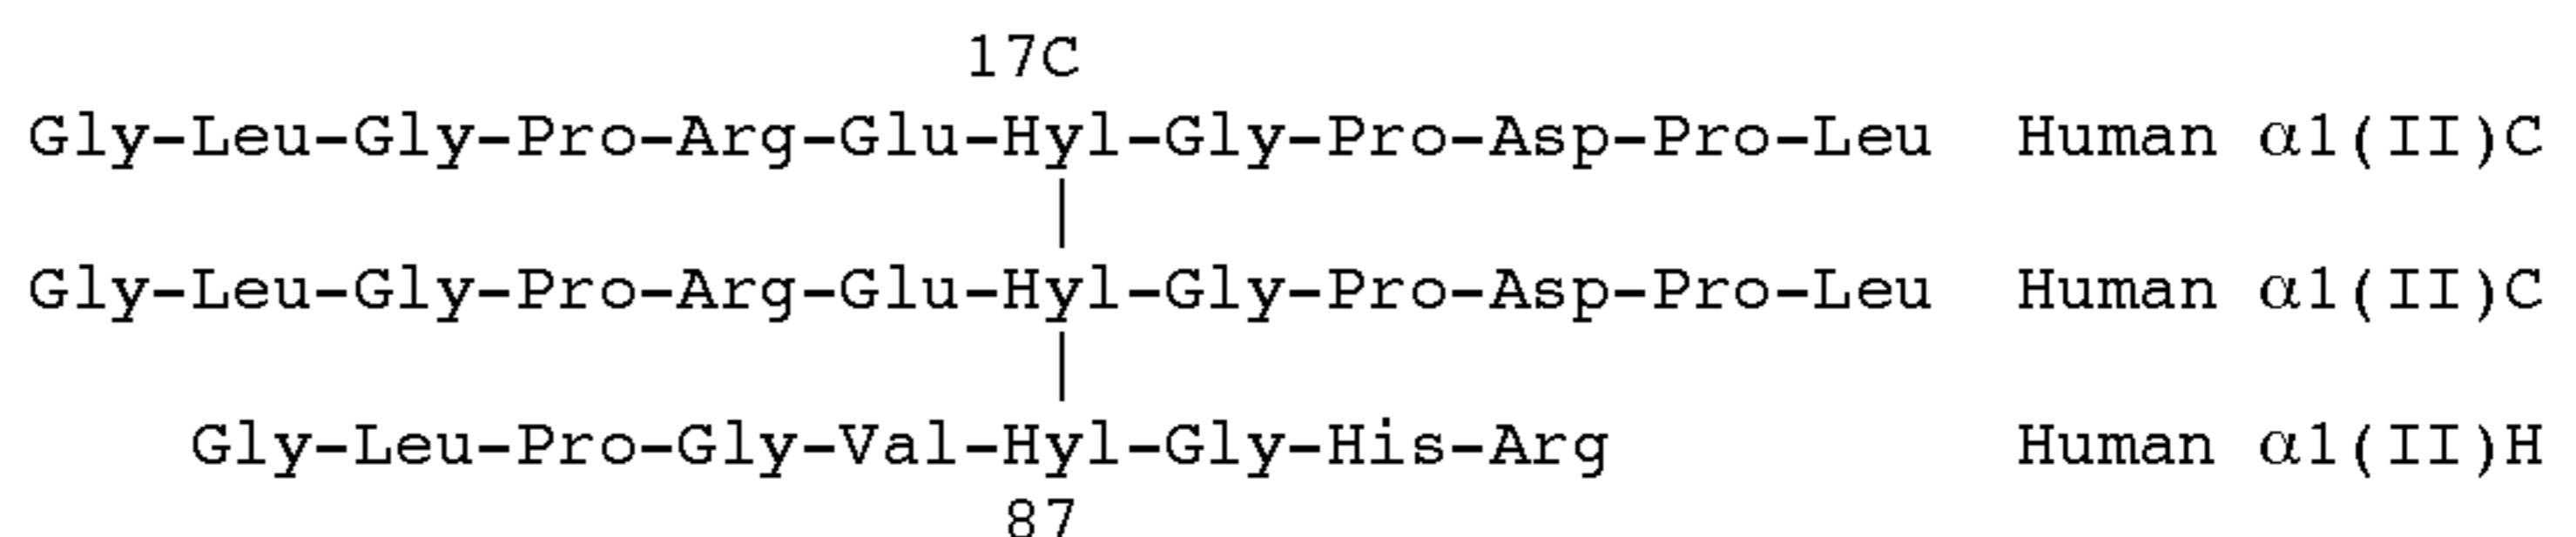 17C
Gly-Leu-Gly-Pro-Arg-Glu-Hyl-Gly-Pro-Asp-Pro-Leu Human α1(II)C
Gly-Leu-Gly-Pro-Arg-Glu-Hyl-Gly-Pro-Asp-Pro-Leu Human α1(II)C
Gly-Leu-Pro-Gly-Val-Hyl-Gly-His-Arg Human α1(II)H
87